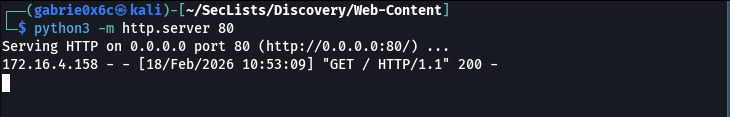 ┌──(gabrie0x6c㉿kali)-[~/SecLists/Discovery/Web-Content]
└─$ python3 -m http.server 80
Serving HTTP on 0.0.0.0 port 80 (http://0.0.0.0:80/) ...
172.16.4.158 - - [18/Feb/2026 10:53:09] "GET / HTTP/1.1" 200 -